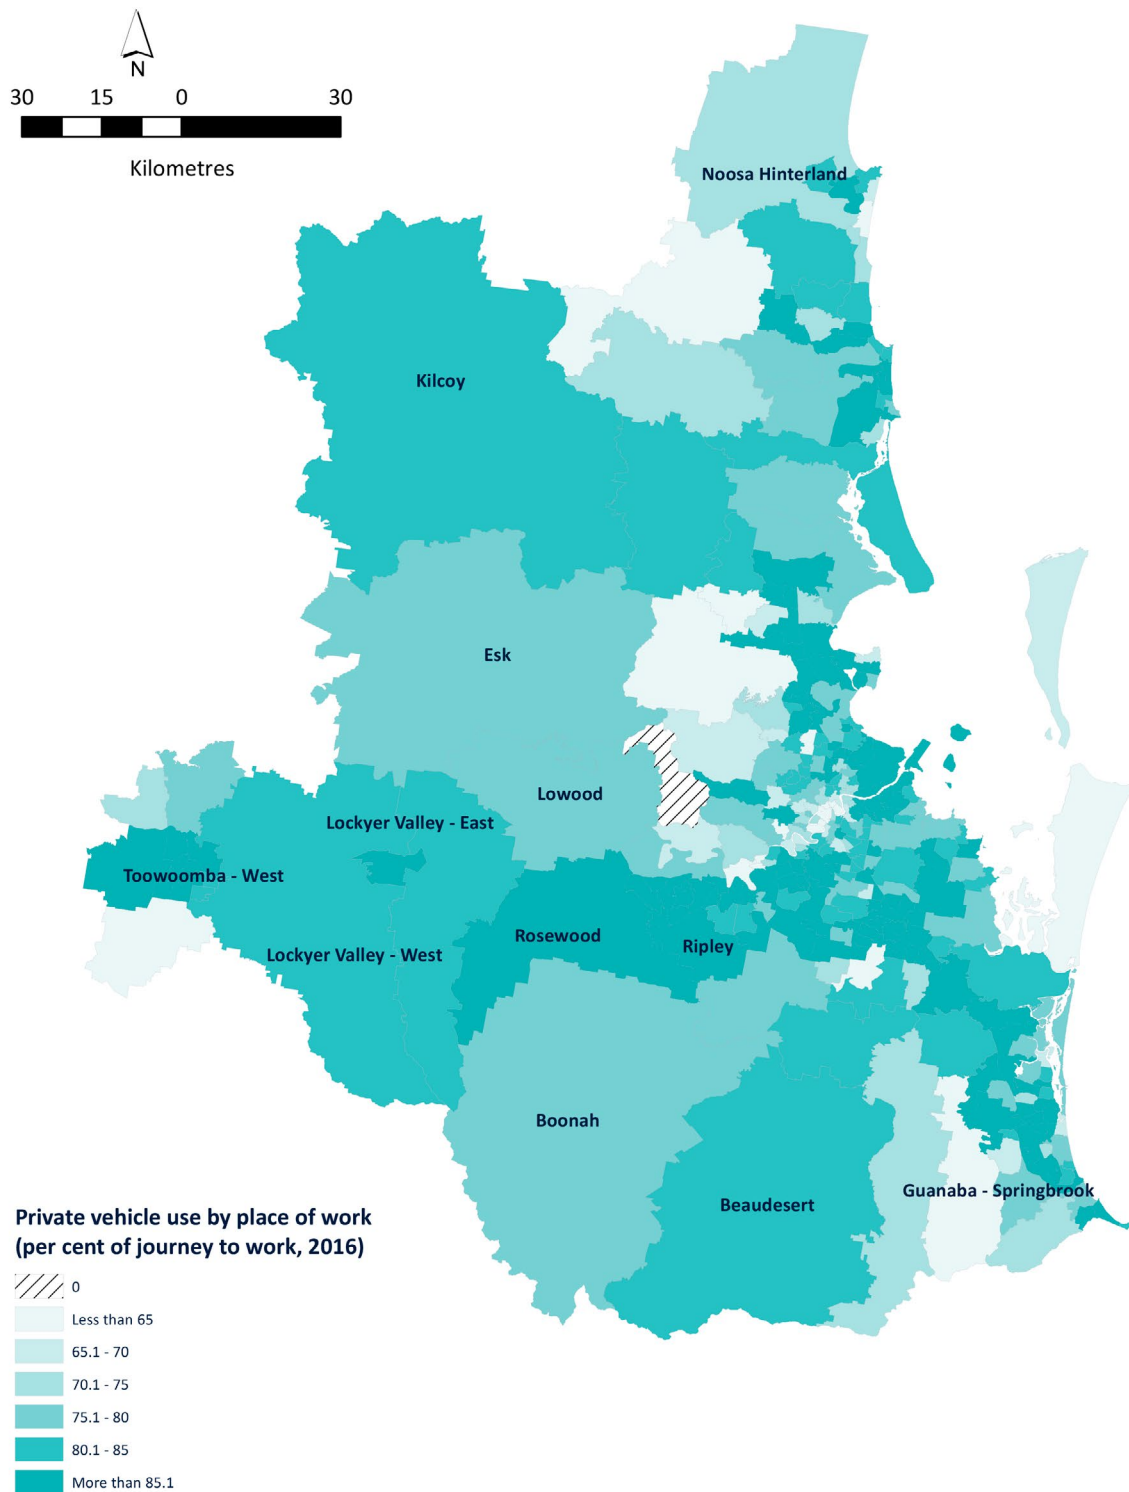 N
30 15 0 30
Kilometres
Noosa Hinterland
Kilcoy
Esk
Lowood
Lockyer Valley - East
Toowoomba - West
Rosewood
Ripley
Lockyer Valley - West
Boonah
Guanaba - Springbrook
Beaudesert
Private vehicle use by place of work
(per cent of journey to work, 2016)
0
Less than 65
65.1 - 70
70.1 - 75
75.1 - 80
80.1 - 85
More than 85.1